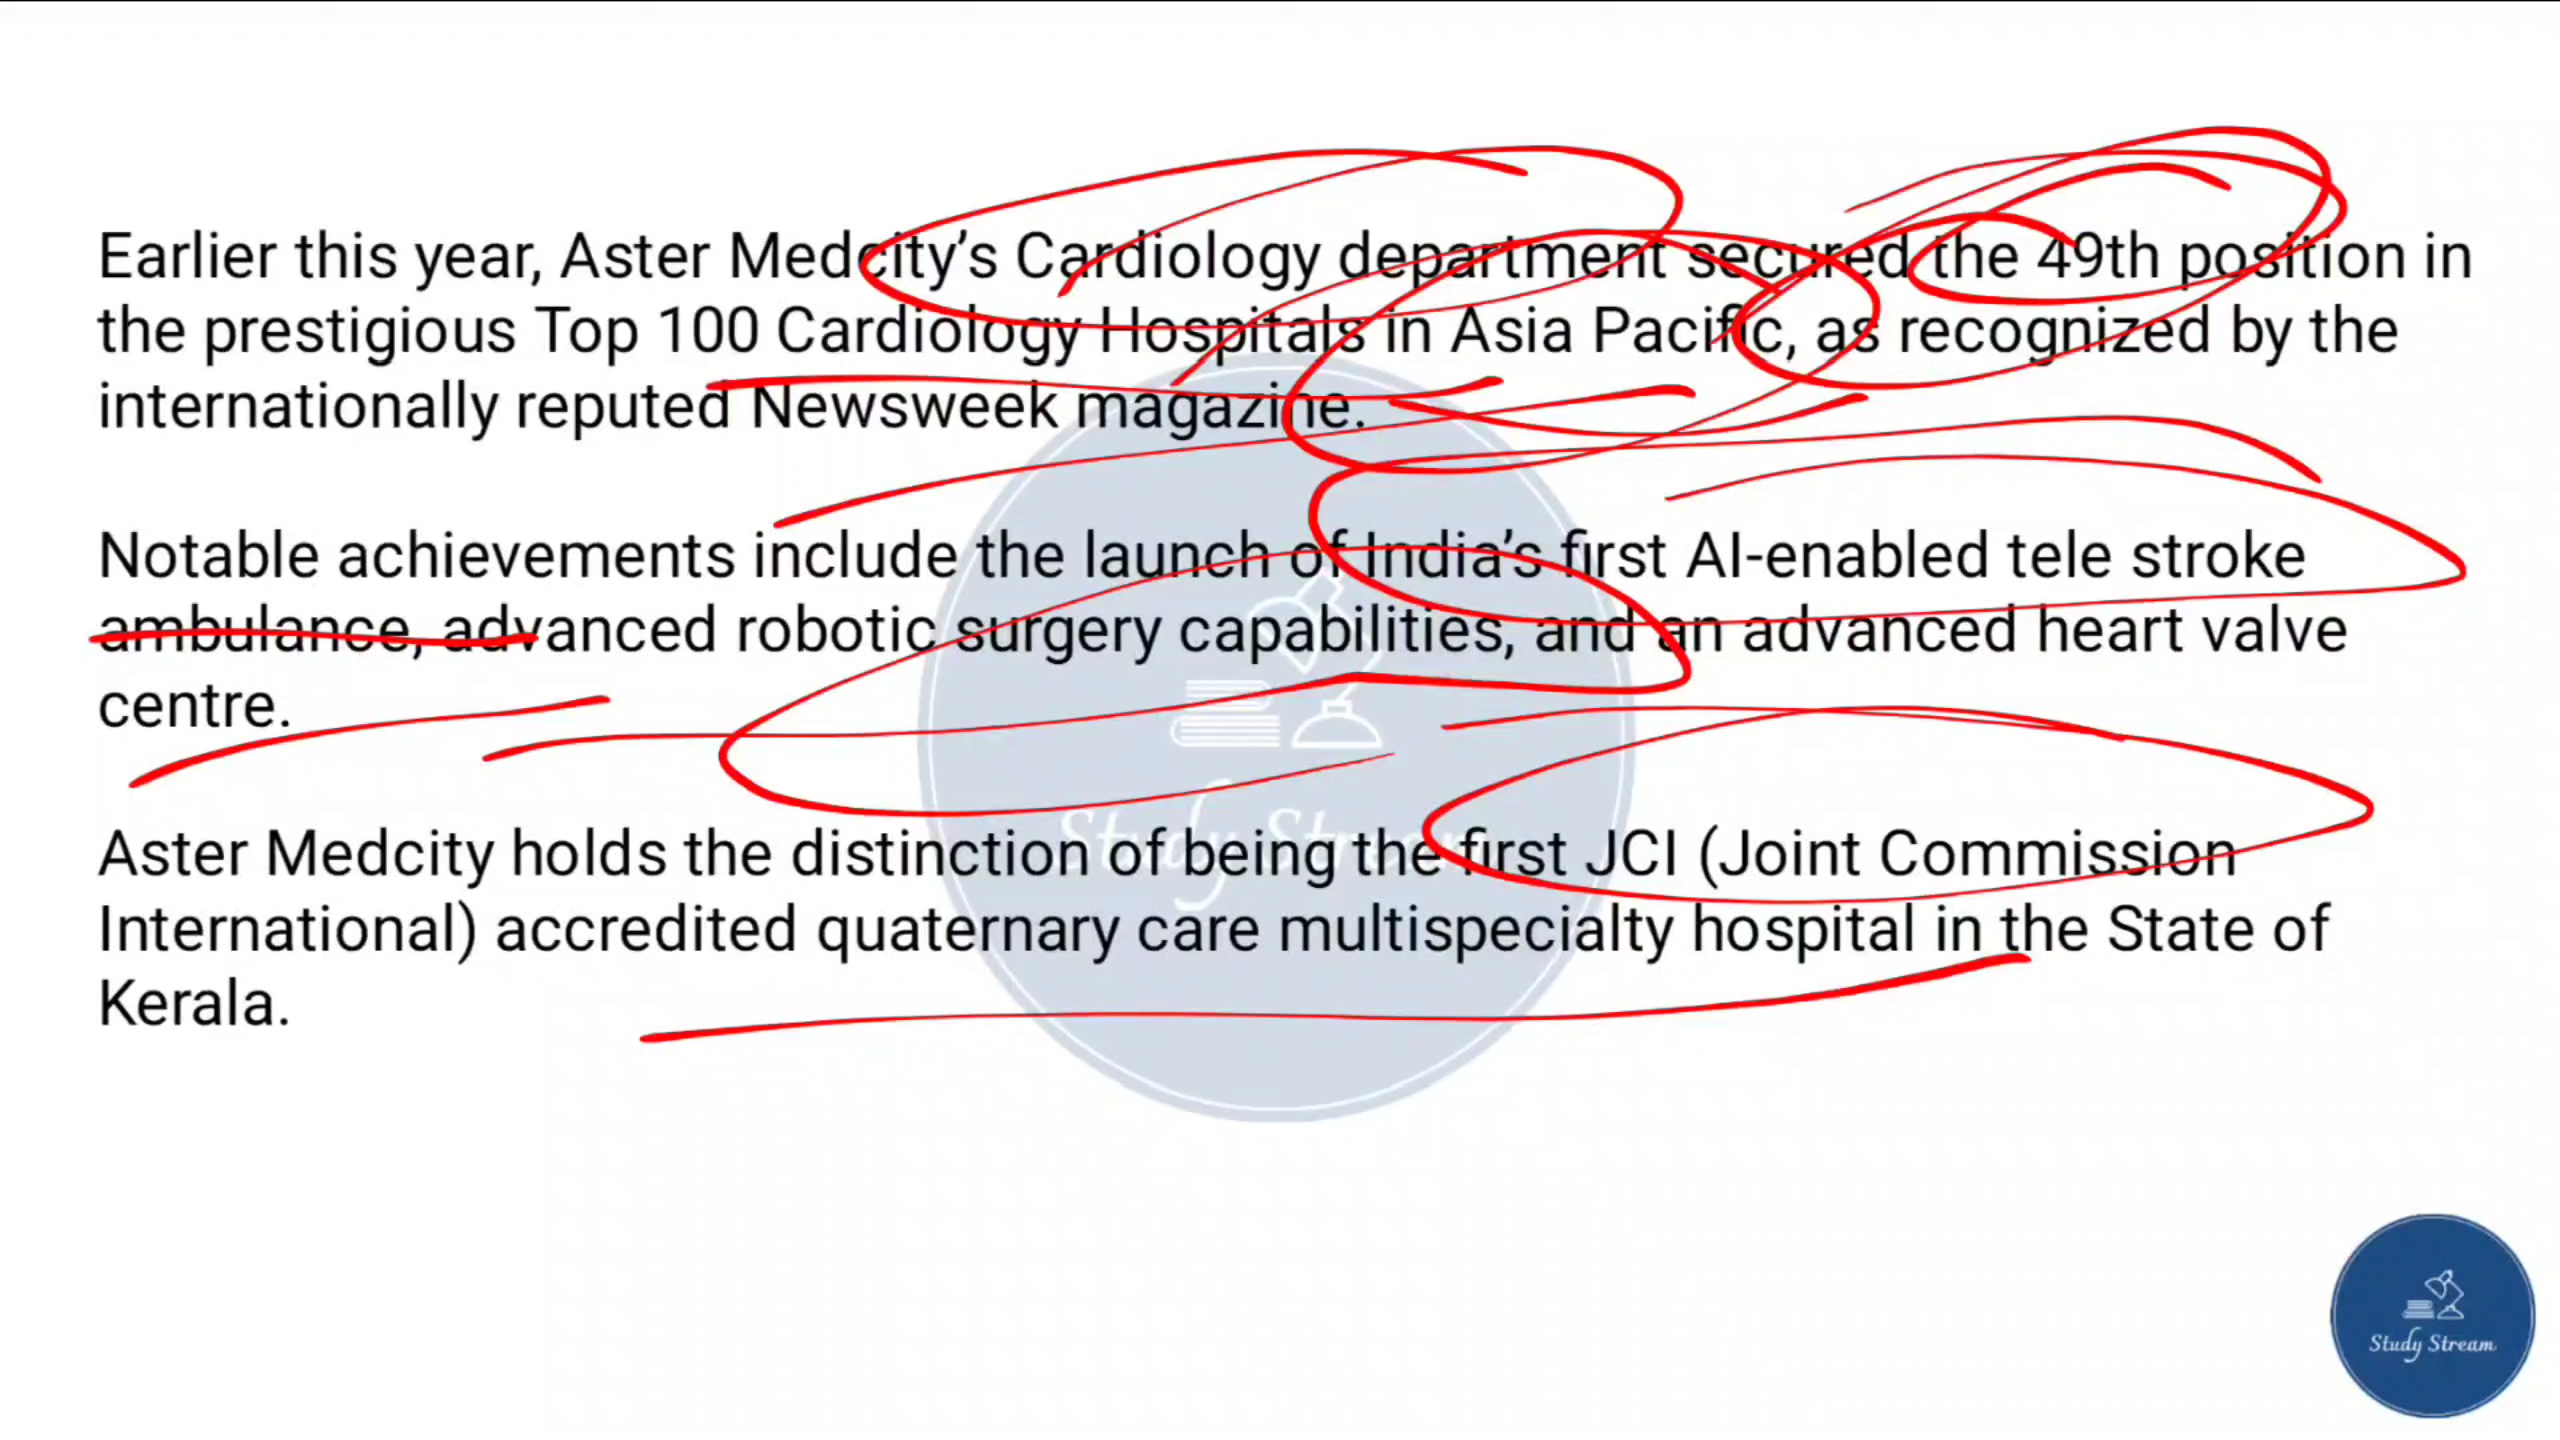 Earlier this year, Aster Medcity’s Cardiology department secured the 49th position in
the prestigious Top 100 Cardiology Hospitals in Asia Pacific, as recognized by the
internationally reputed Newsweek magazine.
Notable achievements include the launch of India’s first AI-enabled tele stroke
ambulance, advanced robotic surgery capabilities, and an advanced heart valve
centre.
Aster Medcity holds the distinction of being the first JCI (Joint Commission
International) accredited quaternary care multispecialty hospital in the State of
Kerala.
Study Stream
Study Stream